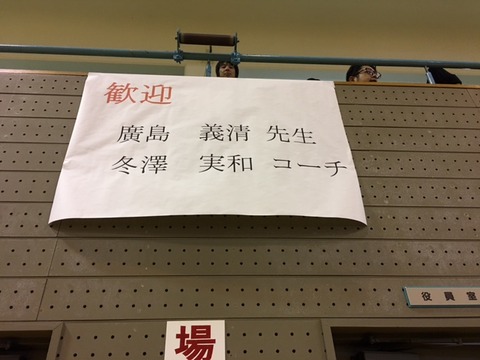 歓迎
廣島 義清 先生
冬澤 実和 コーチ
役員室
場